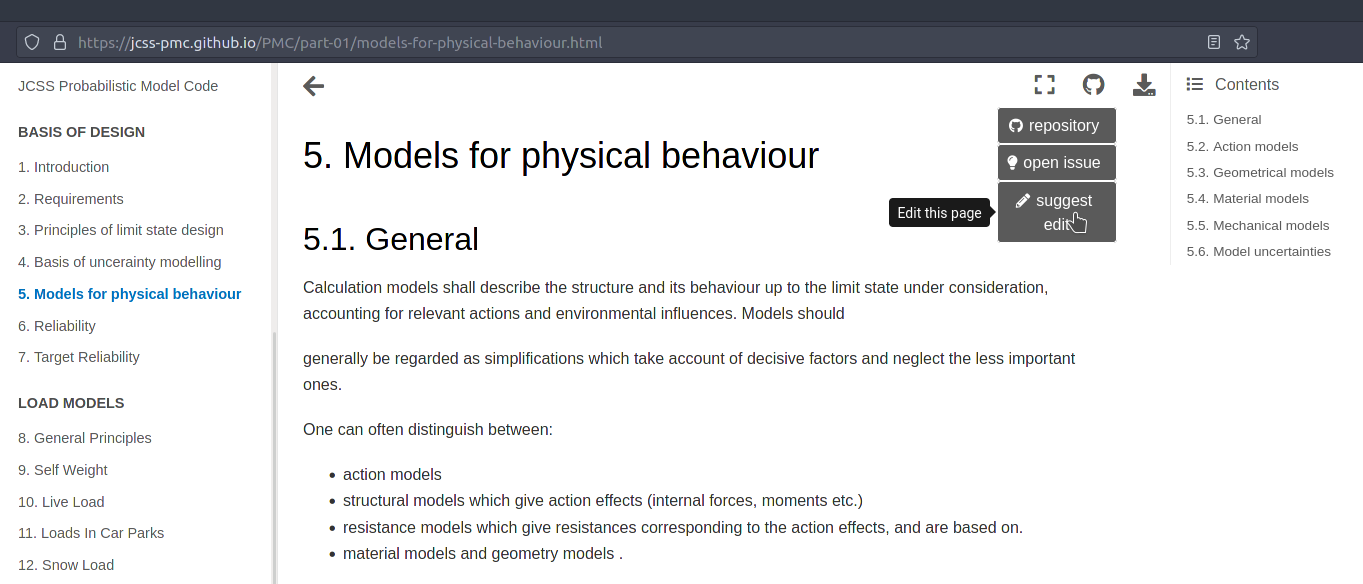 https://jcss-pmc.github.io/PMC/part-01/models-for-physical-behaviour.html
JCSS Probabilistic Model Code
BASIS OF DESIGN
1. Introduction
2. Requirements
3. Principles of limit state design
4. Basis of uncerainty modelling
5. Models for physical behaviour
6. Reliability
7. Target Reliability
LOAD MODELS
8. General Principles
9. Self Weight
10. Live Load
11. Loads In Car Parks
12. Snow Load
repository
open issue
suggest
edit
Edit this page
5. Models for physical behaviour
5.1. General
Calculation models shall describe the structure and its behaviour up to the limit state under consideration,
accounting for relevant actions and environmental influences. Models should
generally be regarded as simplifications which take account of decisive factors and neglect the less important
ones.
One can often distinguish between:
• action models
• structural models which give action effects (internal forces, moments etc.)
• resistance models which give resistances corresponding to the action effects, and are based on.
• material models and geometry models .
Contents
5.1. General
5.2. Action models
5.3. Geometrical models
5.4. Material models
5.5. Mechanical models
5.6. Model uncertainties